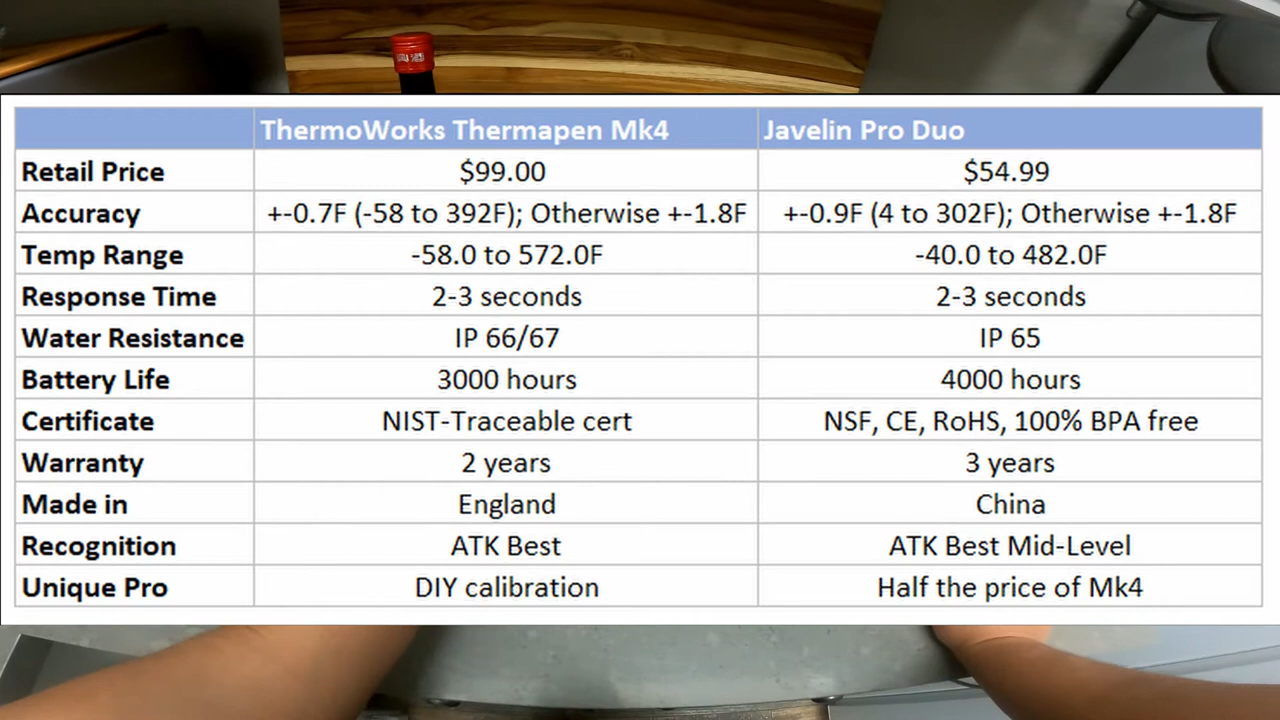 ThermoWorks Thermapen Mk4 Javelin Pro Duo
Retail Price $99.00 $54.99
Accuracy +-0.7F (-58 to 392F); Otherwise +-1.8F +-0.9F (4 to 302F); Otherwise +-1.8F
Temp Range -58.0 to 572.0F -40.0 to 482.0F
Response Time 2-3 seconds 2-3 seconds
Water Resistance IP 66/67 IP 65
Battery Life 3000 hours 4000 hours
Certificate NIST-Traceable cert NSF, CE, RoHS, 100% BPA free
Warranty 2 years 3 years
Made in England China
Recognition ATK Best ATK Best Mid-Level
Unique Pro DIY calibration Half the price of Mk4